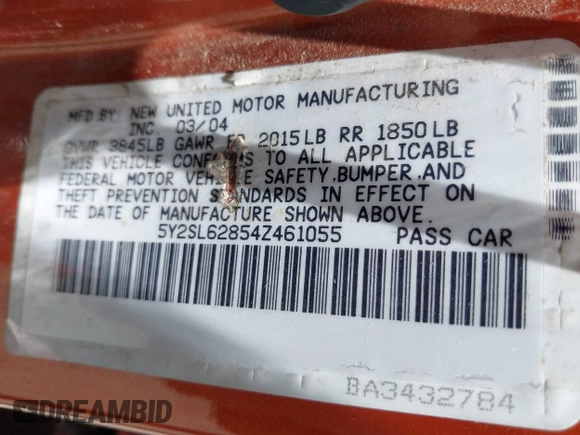 MFD BY: NEW UNITED MOTOR MANUFACTURING
INC. 03/04
GVWR 3845LB GAWR 2015LB RR 1850LB
THIS VEHICLE CONFORMS TO ALL APPLICABLE
FEDERAL MOTOR VEHICLE SAFETY,BUMPER,AND
THEFT PREVENTION STANDARDS IN EFFECT ON
THE DATE OF MANUFACTURE SHOWN ABOVE.
5Y2SL62854Z461055 PASS CAR
BA3432784
DREAMBID